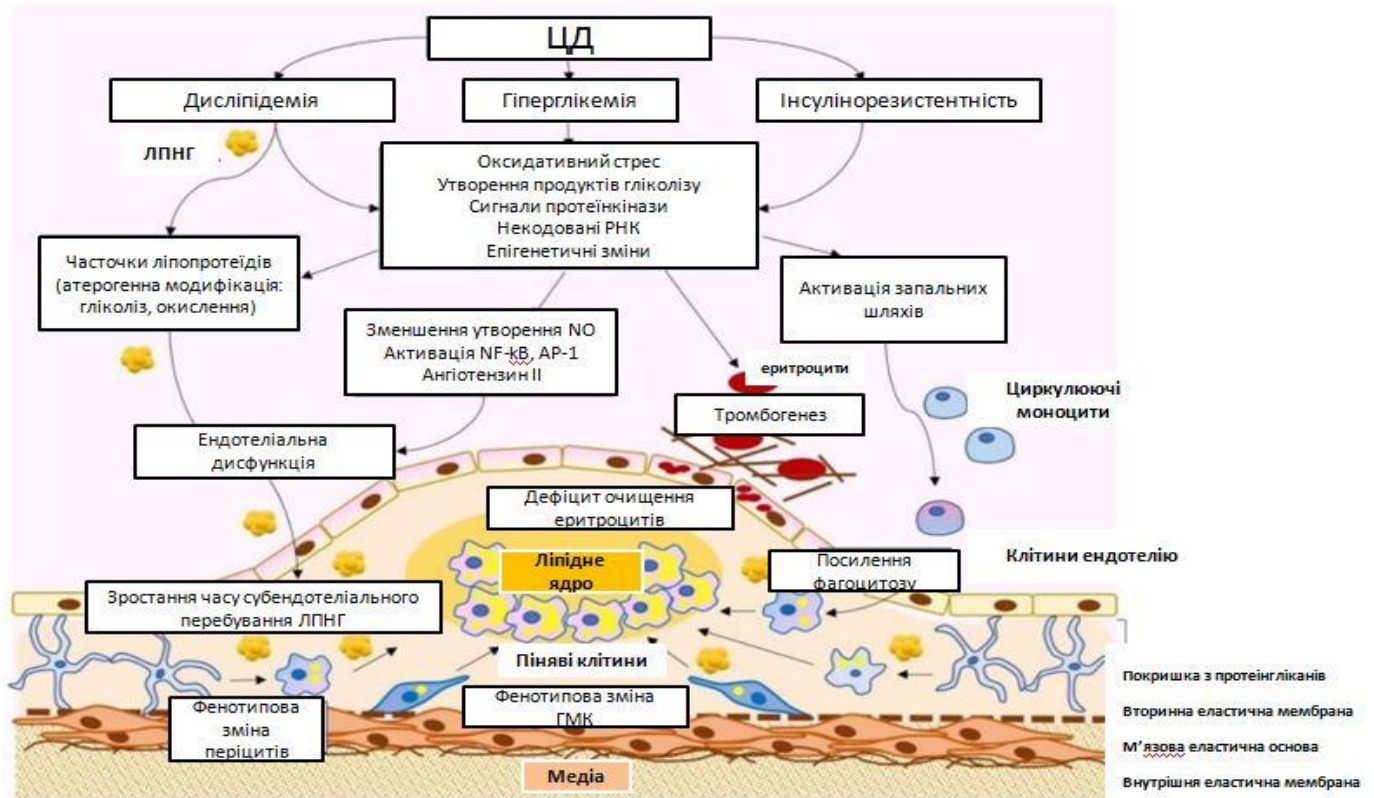 ЦД
Дисліпідемія
Гіперглікемія
Інсулінорезистентність
ЛПНГ
Оксидативний стрес
Утворення продуктів гліколізу
Сигнали протеїнкінази
Некодовані РНК
Епігенетичні зміни
Часточки ліпопротеїдів
(атерогенна модифікація:
гліколіз, окислення)
Активація запальних
шляхів
Зменшення утворення NO
Активація NF-kB, AP-1
Ангіотензин II
еритроцити
Циркулюючі
моноцити
Тромбогенез
Ендотеліальна
дисфункція
Дефіцит очищення
еритроцитів
Ліпідне
ядро
Посилення
фагоцитозу
Клітини ендотелію
Зростання часу субендотеліального
перебування ЛПНГ
Піняві клітини
Покришка з протеінгліканів
Фенотипова зміна
ГМК
Фенотипова
зміна
періцитів
Вторинна еластична мембрана
М’язова еластична основа
Медіа
Внутрішня еластична мембрана